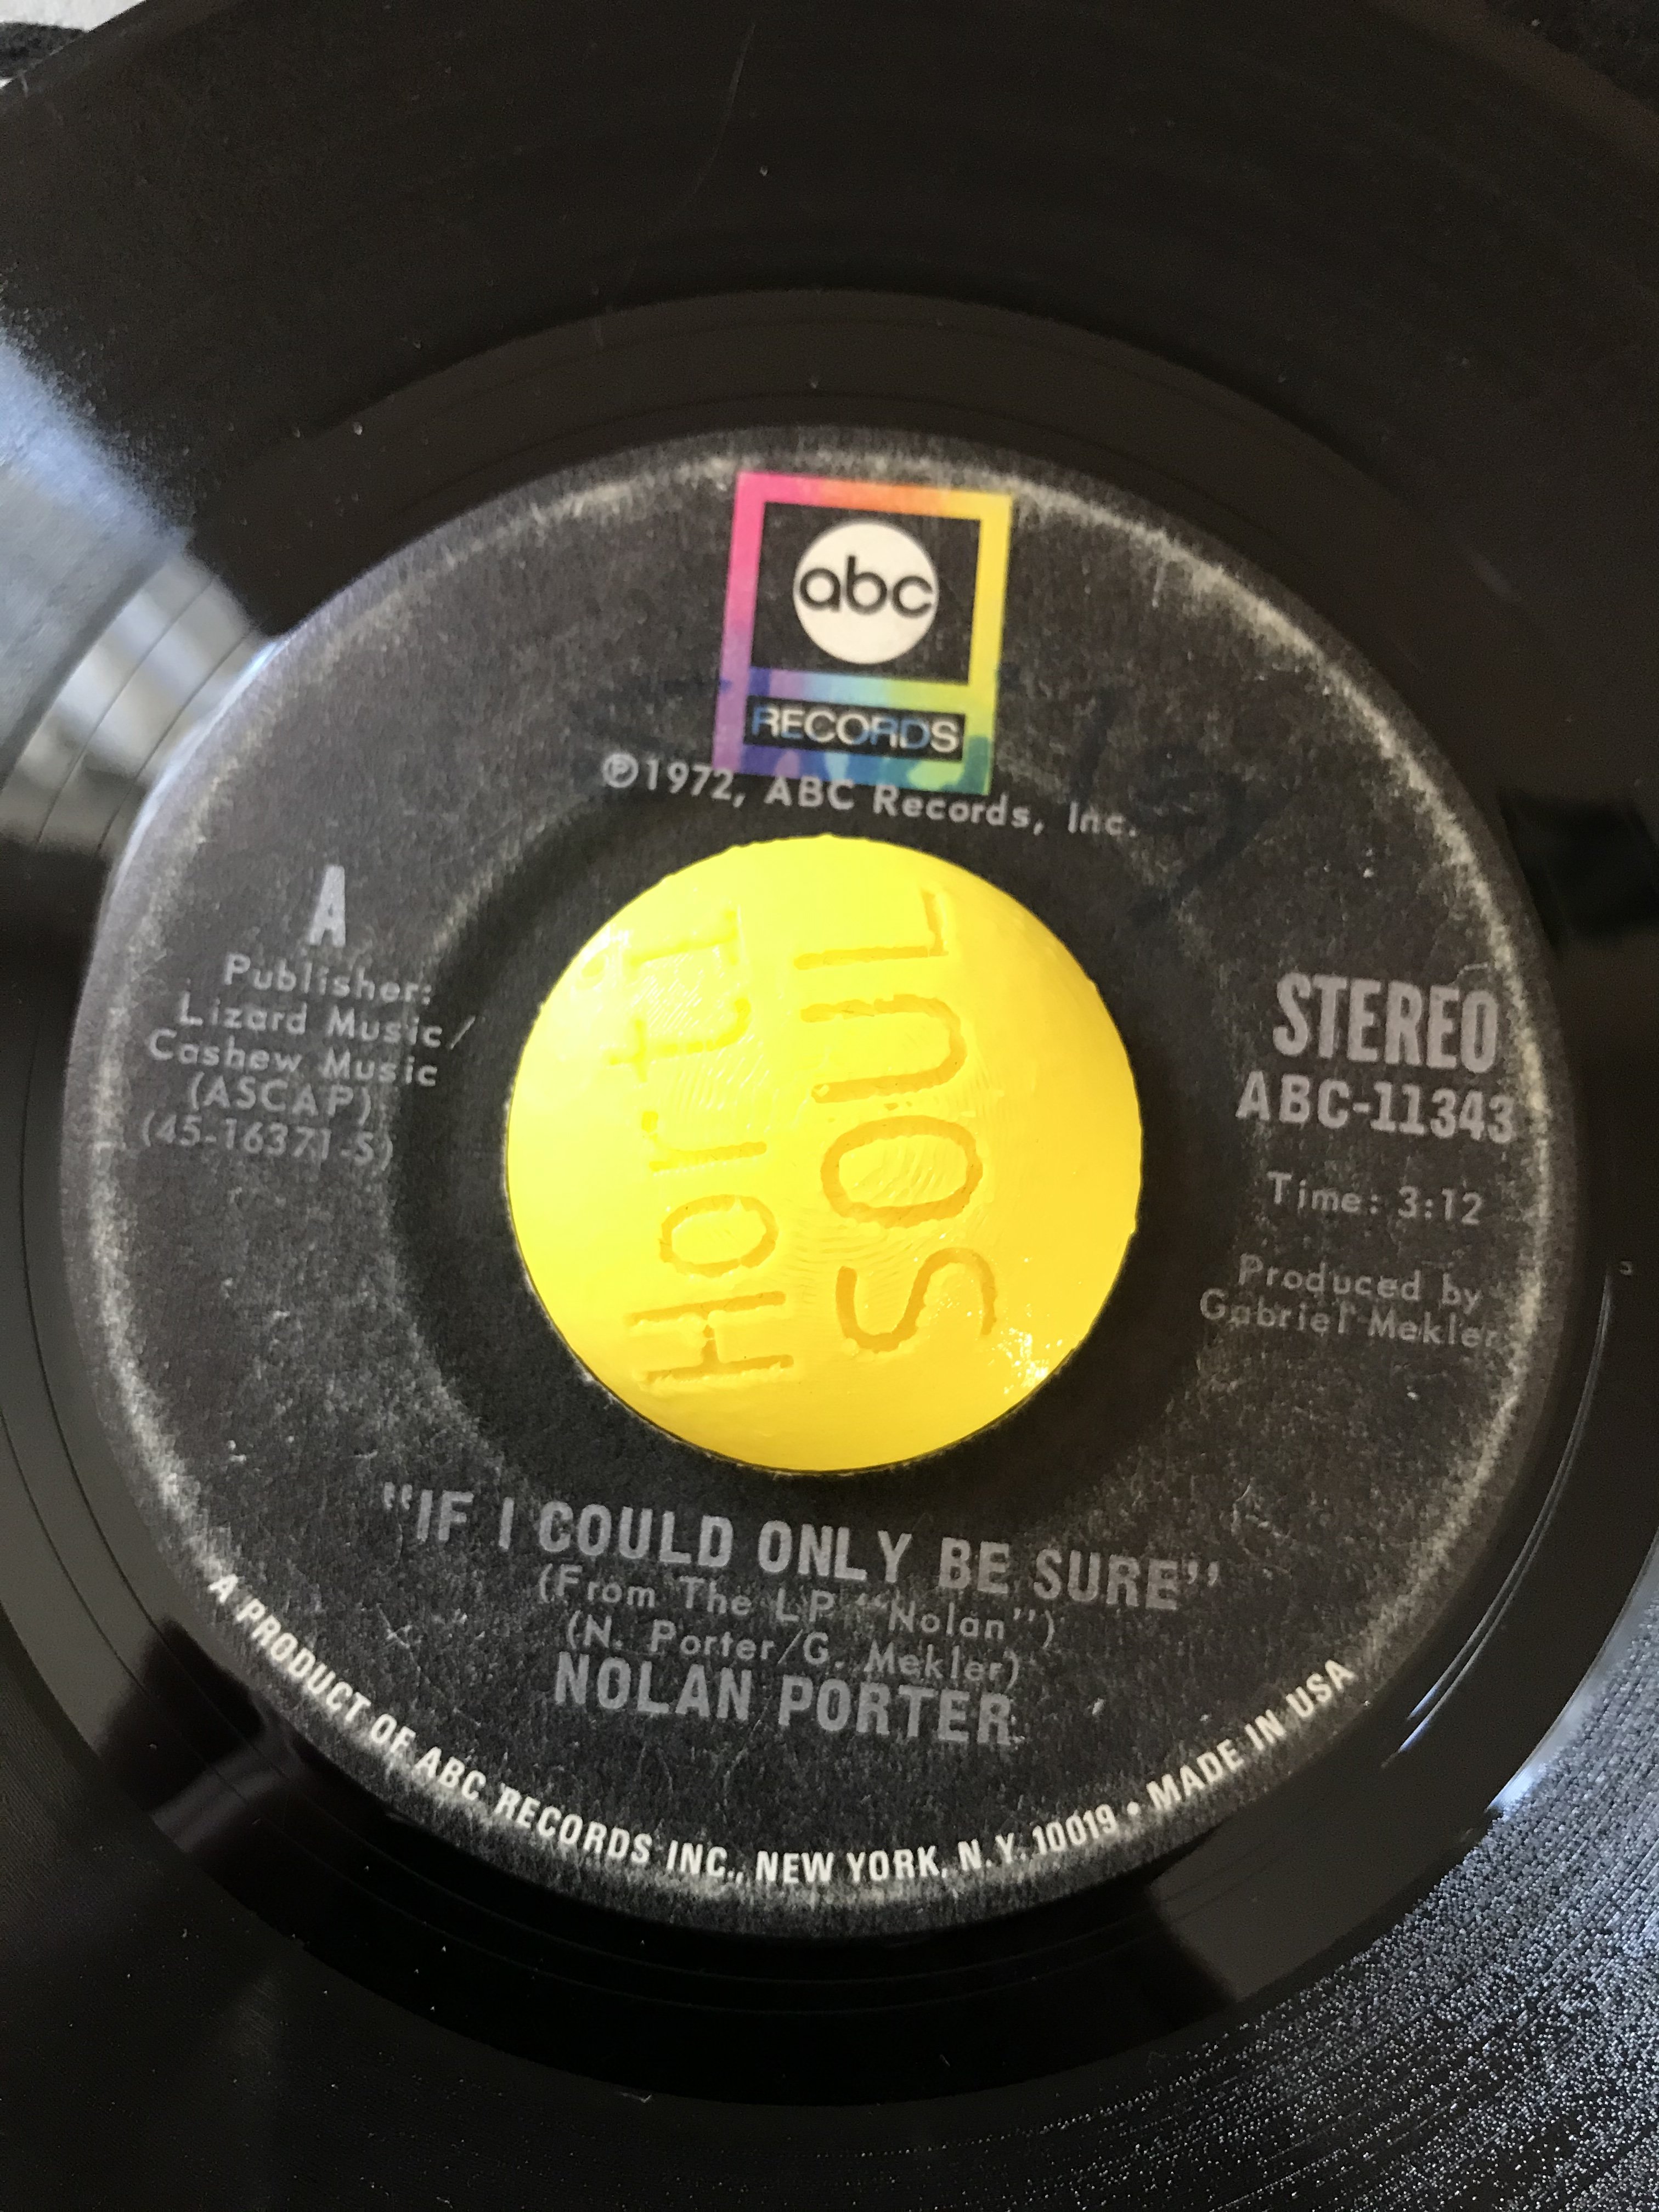 abc
RECORDS
℗1972, ABC Records, Inc.
A
Publisher:
Lizard Music/
Cashew Music
(ASCAP)
(45-16371-S)
Horti
SOUL
STEREO
ABC-11343
Time: 3:12
Produced by
Gabriel Mekler
"IF I COULD ONLY BE SURE"
(From The LP "Nolan")
(N. Porter/G. Mekler)
NOLAN PORTER
A PRODUCT OF ABC RECORDS INC., NEW YORK, N.Y. 10019 • MADE IN USA